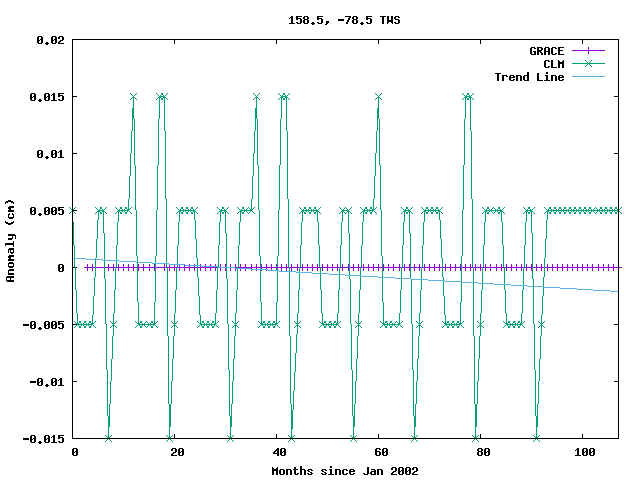 158.5, -78.5 TWS
GRACE
CLM
Trend Line
0.02
0.015
0.01
0.005
0
-0.005
-0.01
-0.015
Anomaly (cm)
0 20 40 60 80 100
Months since Jan 2002